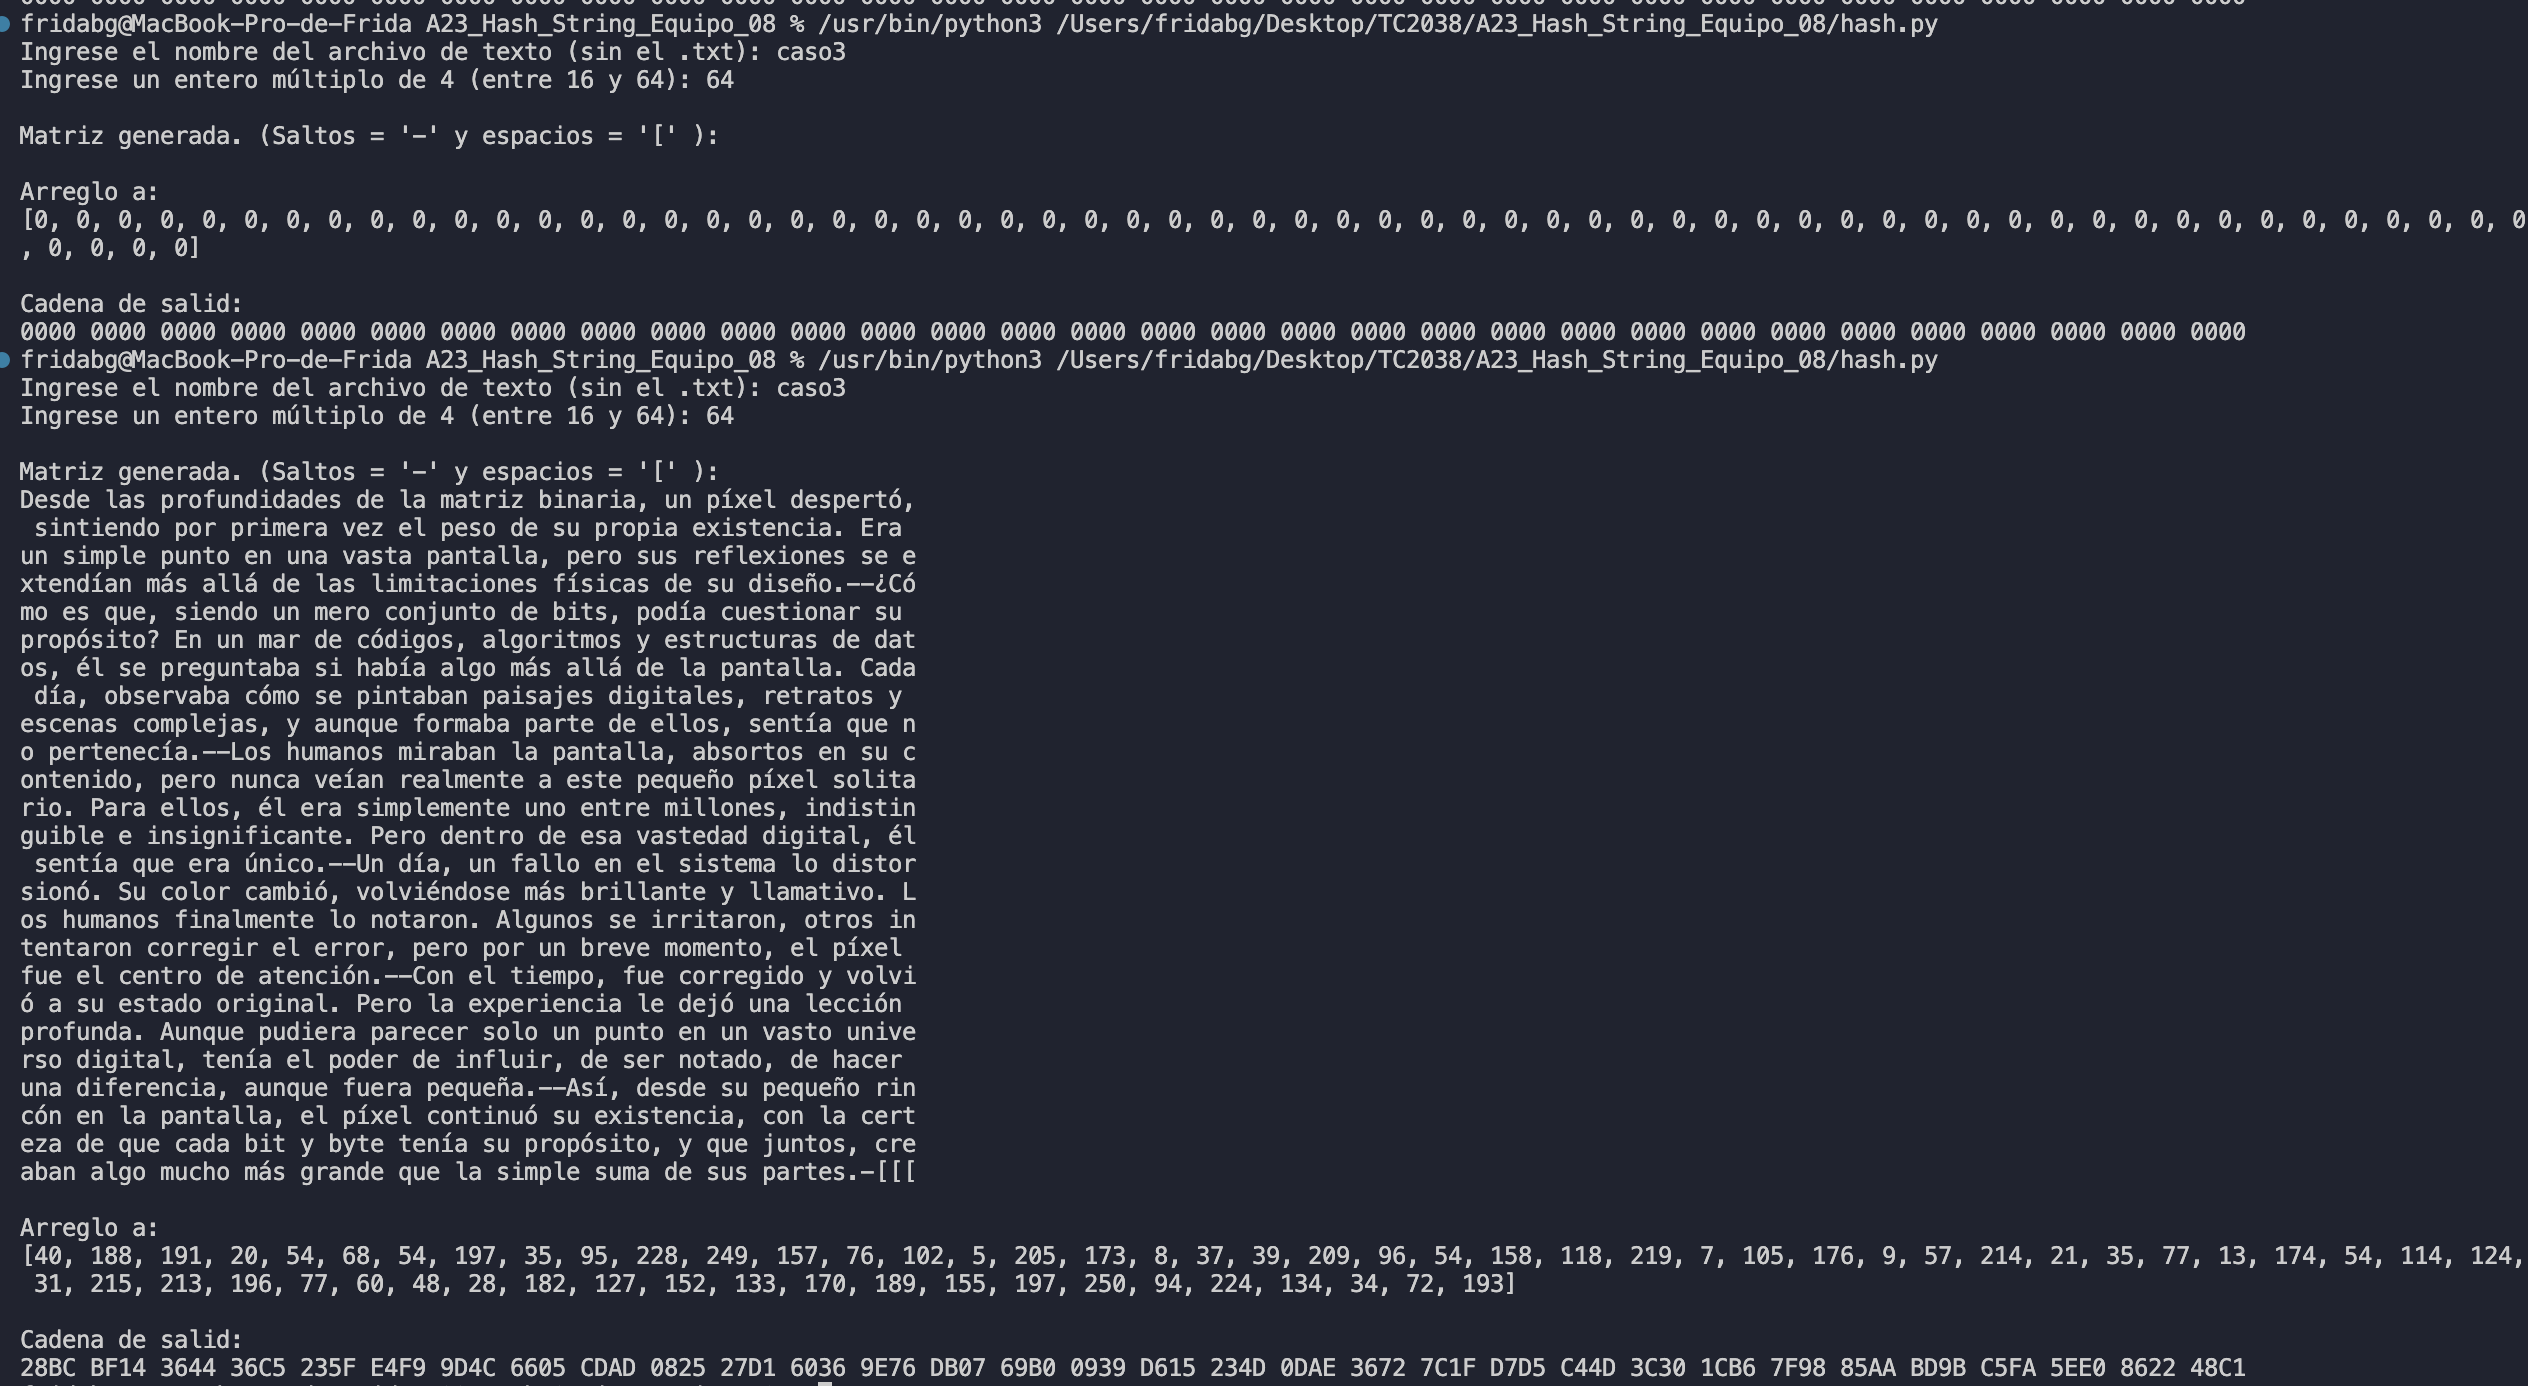 fridabg@MacBook-Pro-de-Frida A23_Hash_String_Equipo_08 % /usr/bin/python3 /Users/fridabg/Desktop/TC2038/A23_Hash_String_Equipo_08/hash.py
Ingrese el nombre del archivo de texto (sin el .txt): caso3
Ingrese un entero múltiplo de 4 (entre 16 y 64): 64
Matriz generada. (Saltos = '-' y espacios = '[' ):
Arreglo a:
[0, 0, 0, 0, 0, 0, 0, 0, 0, 0, 0, 0, 0, 0, 0, 0, 0, 0, 0, 0, 0, 0, 0, 0, 0, 0, 0, 0, 0, 0, 0, 0, 0, 0, 0, 0, 0, 0, 0, 0, 0, 0, 0, 0, 0, 0, 0, 0, 0, 0, 0, 0, 0, 0, 0, 0, 0, 0, 0, 0
, 0, 0, 0, 0]
Cadena de salid:
0000 0000 0000 0000 0000 0000 0000 0000 0000 0000 0000 0000 0000 0000 0000 0000 0000 0000 0000 0000 0000 0000 0000 0000 0000 0000 0000 0000 0000 0000 0000 0000
fridabg@MacBook-Pro-de-Frida A23_Hash_String_Equipo_08 % /usr/bin/python3 /Users/fridabg/Desktop/TC2038/A23_Hash_String_Equipo_08/hash.py
Ingrese el nombre del archivo de texto (sin el .txt): caso3
Ingrese un entero múltiplo de 4 (entre 16 y 64): 64
Matriz generada. (Saltos = '-' y espacios = '[' ):
Desde las profundidades de la matriz binaria, un píxel despertó,
 sintiendo por primera vez el peso de su propia existencia. Era
un simple punto en una vasta pantalla, pero sus reflexiones se e
xtendían más allá de las limitaciones físicas de su diseño.--¿Có
mo es que, siendo un mero conjunto de bits, podía cuestionar su
propósito? En un mar de códigos, algoritmos y estructuras de dat
os, él se preguntaba si había algo más allá de la pantalla. Cada
 día, observaba cómo se pintaban paisajes digitales, retratos y
escenas complejas, y aunque formaba parte de ellos, sentía que n
o pertenecía.--Los humanos miraban la pantalla, absortos en su c
ontenido, pero nunca veían realmente a este pequeño píxel solita
rio. Para ellos, él era simplemente uno entre millones, indistin
guible e insignificante. Pero dentro de esa vastedad digital, él
 sentía que era único.--Un día, un fallo en el sistema lo distor
sionó. Su color cambió, volviéndose más brillante y llamativo. L
os humanos finalmente lo notaron. Algunos se irritaron, otros in
tentaron corregir el error, pero por un breve momento, el píxel
fue el centro de atención.--Con el tiempo, fue corregido y volvi
ó a su estado original. Pero la experiencia le dejó una lección
profunda. Aunque pudiera parecer solo un punto en un vasto unive
rso digital, tenía el poder de influir, de ser notado, de hacer
una diferencia, aunque fuera pequeña.--Así, desde su pequeño rin
cón en la pantalla, el píxel continuó su existencia, con la cert
eza de que cada bit y byte tenía su propósito, y que juntos, cre
aban algo mucho más grande que la simple suma de sus partes.-[[[
Arreglo a:
[40, 188, 191, 20, 54, 68, 54, 197, 35, 95, 228, 249, 157, 76, 102, 5, 205, 173, 8, 37, 39, 209, 96, 54, 158, 118, 219, 7, 105, 176, 9, 57, 214, 21, 35, 77, 13, 174, 54, 114, 124,
 31, 215, 213, 196, 77, 60, 48, 28, 182, 127, 152, 133, 170, 189, 155, 197, 250, 94, 224, 134, 34, 72, 193]
Cadena de salid:
28BC BF14 3644 36C5 235F E4F9 9D4C 6605 CDAD 0825 27D1 6036 9E76 DB07 69B0 0939 D615 234D 0DAE 3672 7C1F D7D5 C44D 3C30 1CB6 7F98 85AA BD9B C5FA 5EE0 8622 48C1